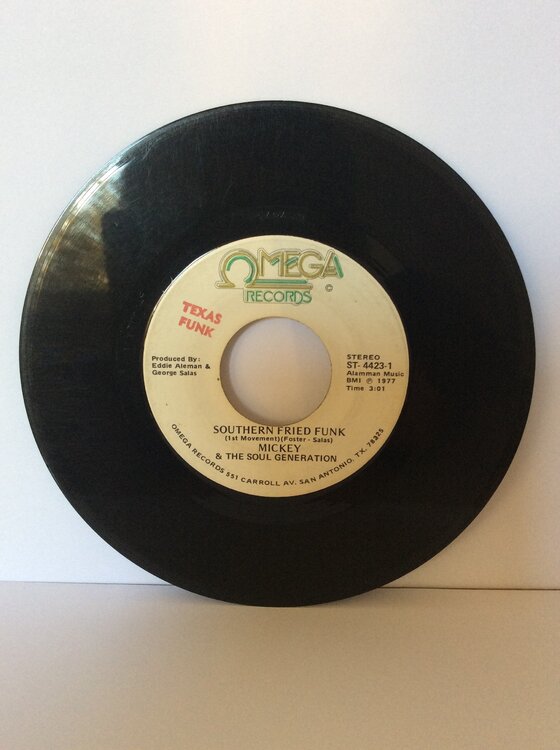 OMEGA
RECORDS ©
TEXAS
FUNK
Produced By:
Eddie Aleman &
George Salas
STEREO
ST- 4423-1
Alamman Music
BMI ℗ 1977
Time 3:01
SOUTHERN FRIED FUNK
(1st Movement)(Foster - Salas)
MICKEY
& THE SOUL GENERATION
OMEGA RECORDS 551 CARROLL AV. SAN ANTONIO, TX. 78225